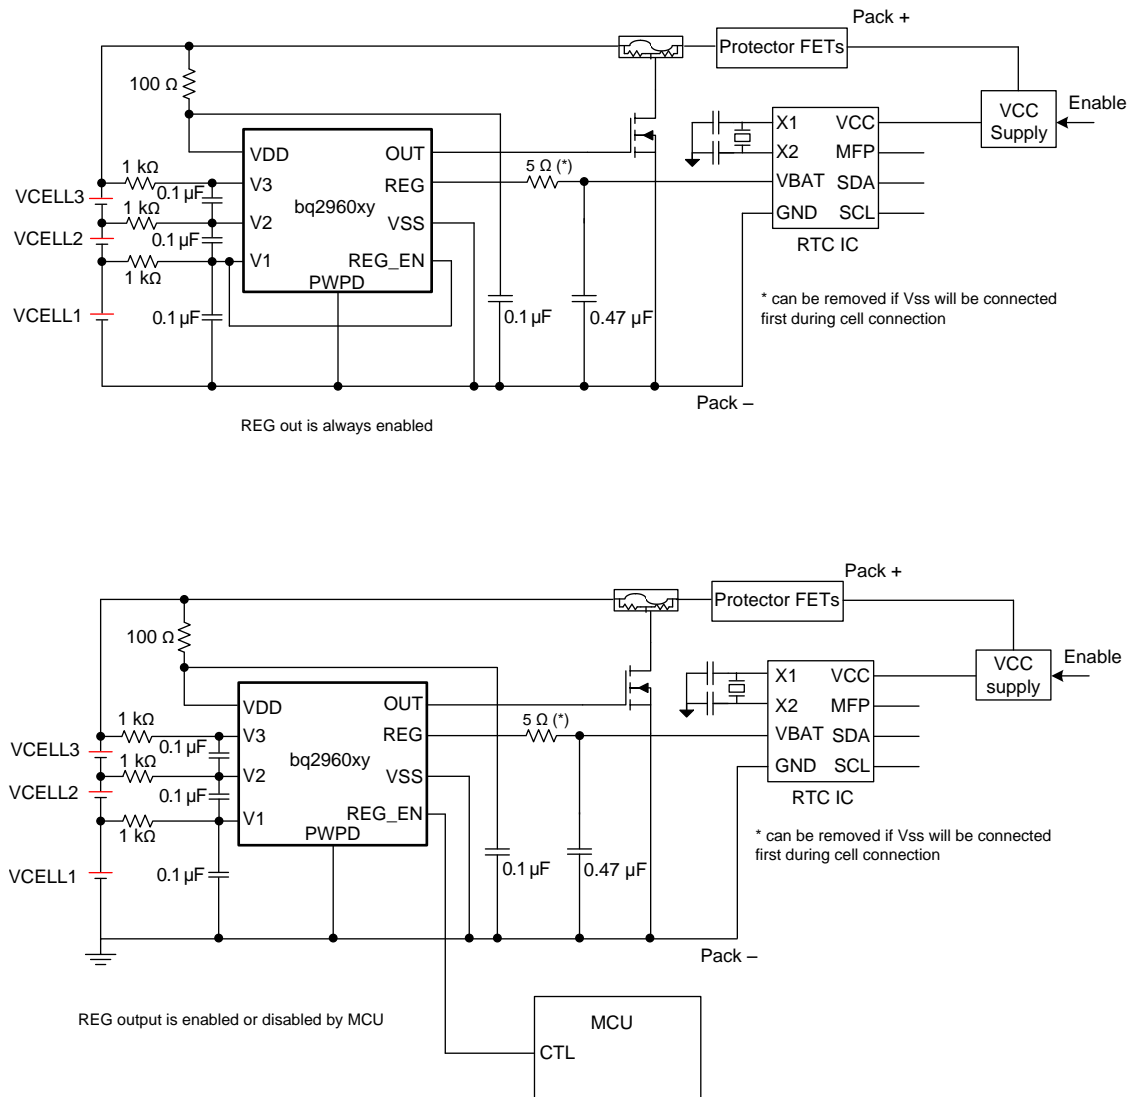 Pack +
Protector FETs
100 Ω
VCC
Supply
Enable
VDD
OUT
X1
VCC
X2
MFP
1 kΩ
5 Ω (*)
V3
REG
VBAT
SDA
VCELL3
0.1 µF
1 kΩ
bq2960xy
V2
VSS
GND
SCL
VCELL2
0.1 µF
RTC IC
V1
REG_EN
1 kΩ
PWPD
* can be removed if Vss will be connected
first during cell connection
VCELL1
0.1 µF
0.1 µF
0.47 µF
Pack –
REG out is always enabled
Pack +
Protector FETs
100 Ω
VCC
supply
Enable
VDD
OUT
X1
VCC
X2
MFP
1 kΩ
5 Ω (*)
V3
REG
VBAT
SDA
VCELL3
0.1 µF
1 kΩ
bq2960xy
V2
VSS
GND
SCL
VCELL2
0.1 µF
RTC IC
V1
REG_EN
1 kΩ
PWPD
* can be removed if Vss will be connected
first during cell connection
VCELL1
0.1 µF
0.1 µF
0.47 µF
Pack –
REG output is enabled or disabled by MCU
MCU
CTL